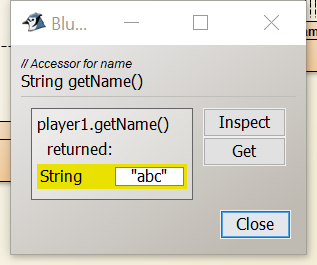 Blu...
// Accessor for name
String getName()
player1.getName()
returned:
String "abc"
Inspect
Get
Close